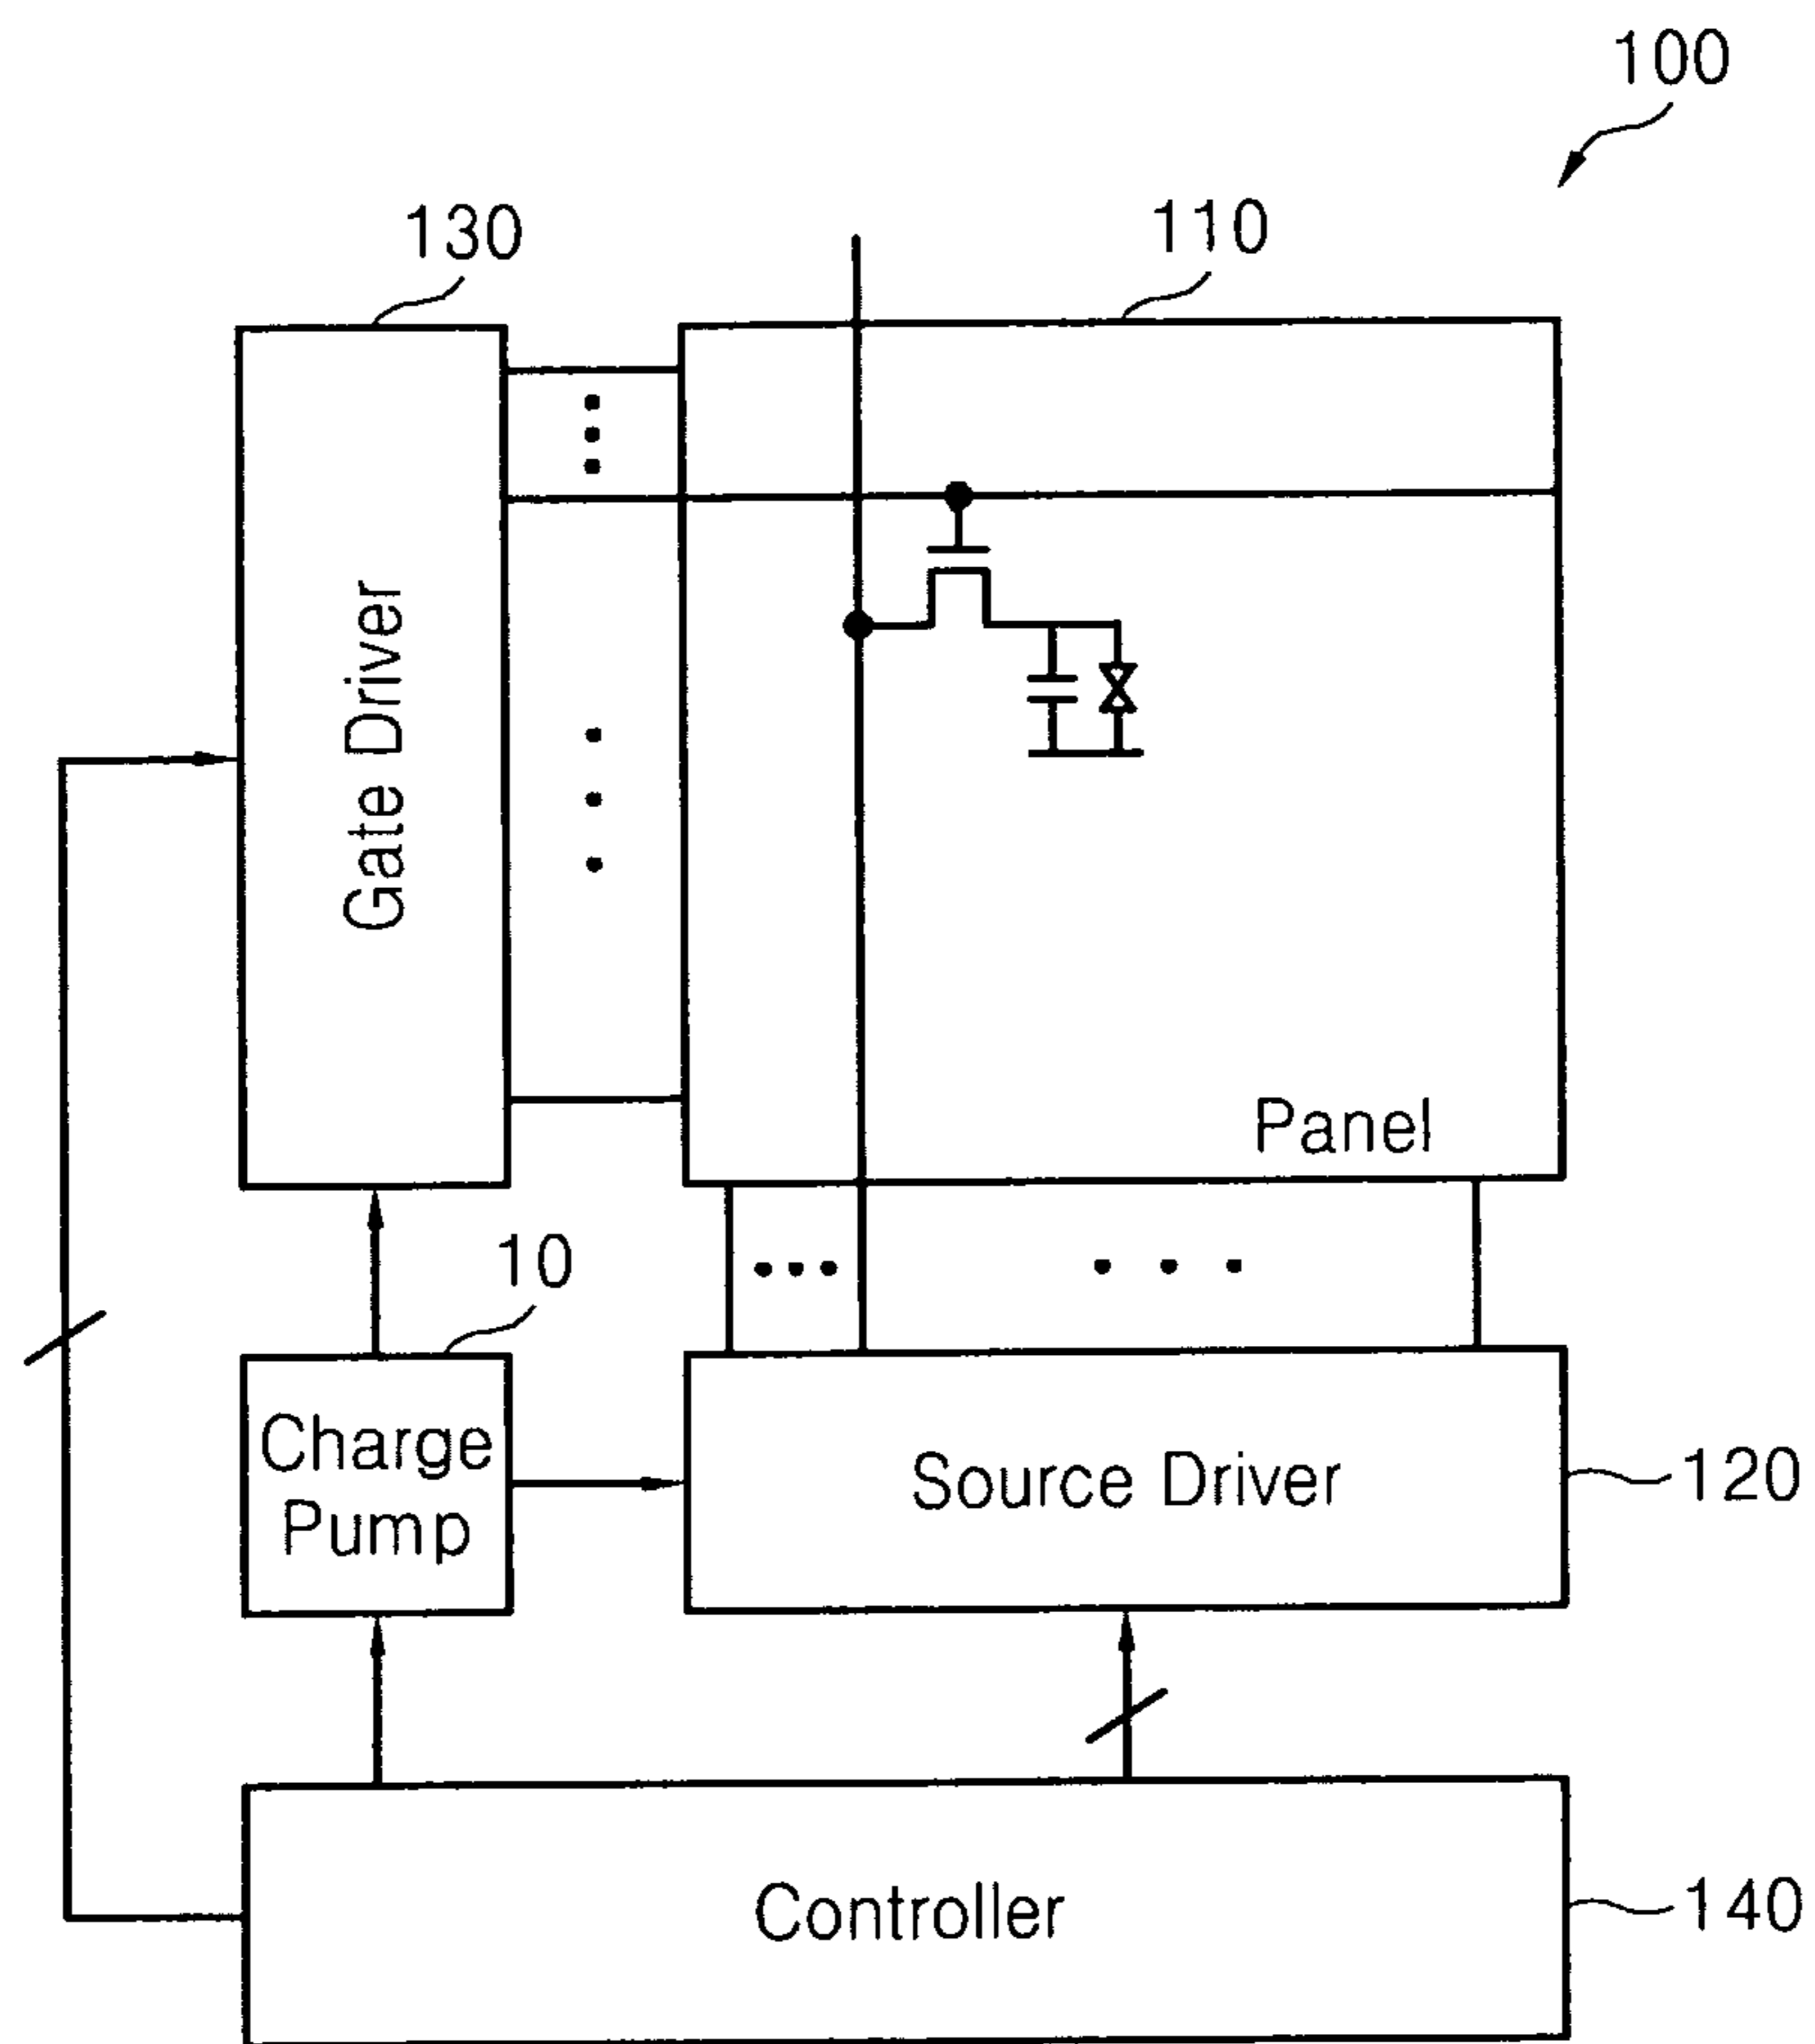 100
130
110
Gate Driver
Panel
10
Charge
Pump
Source Driver
120
Controller
140